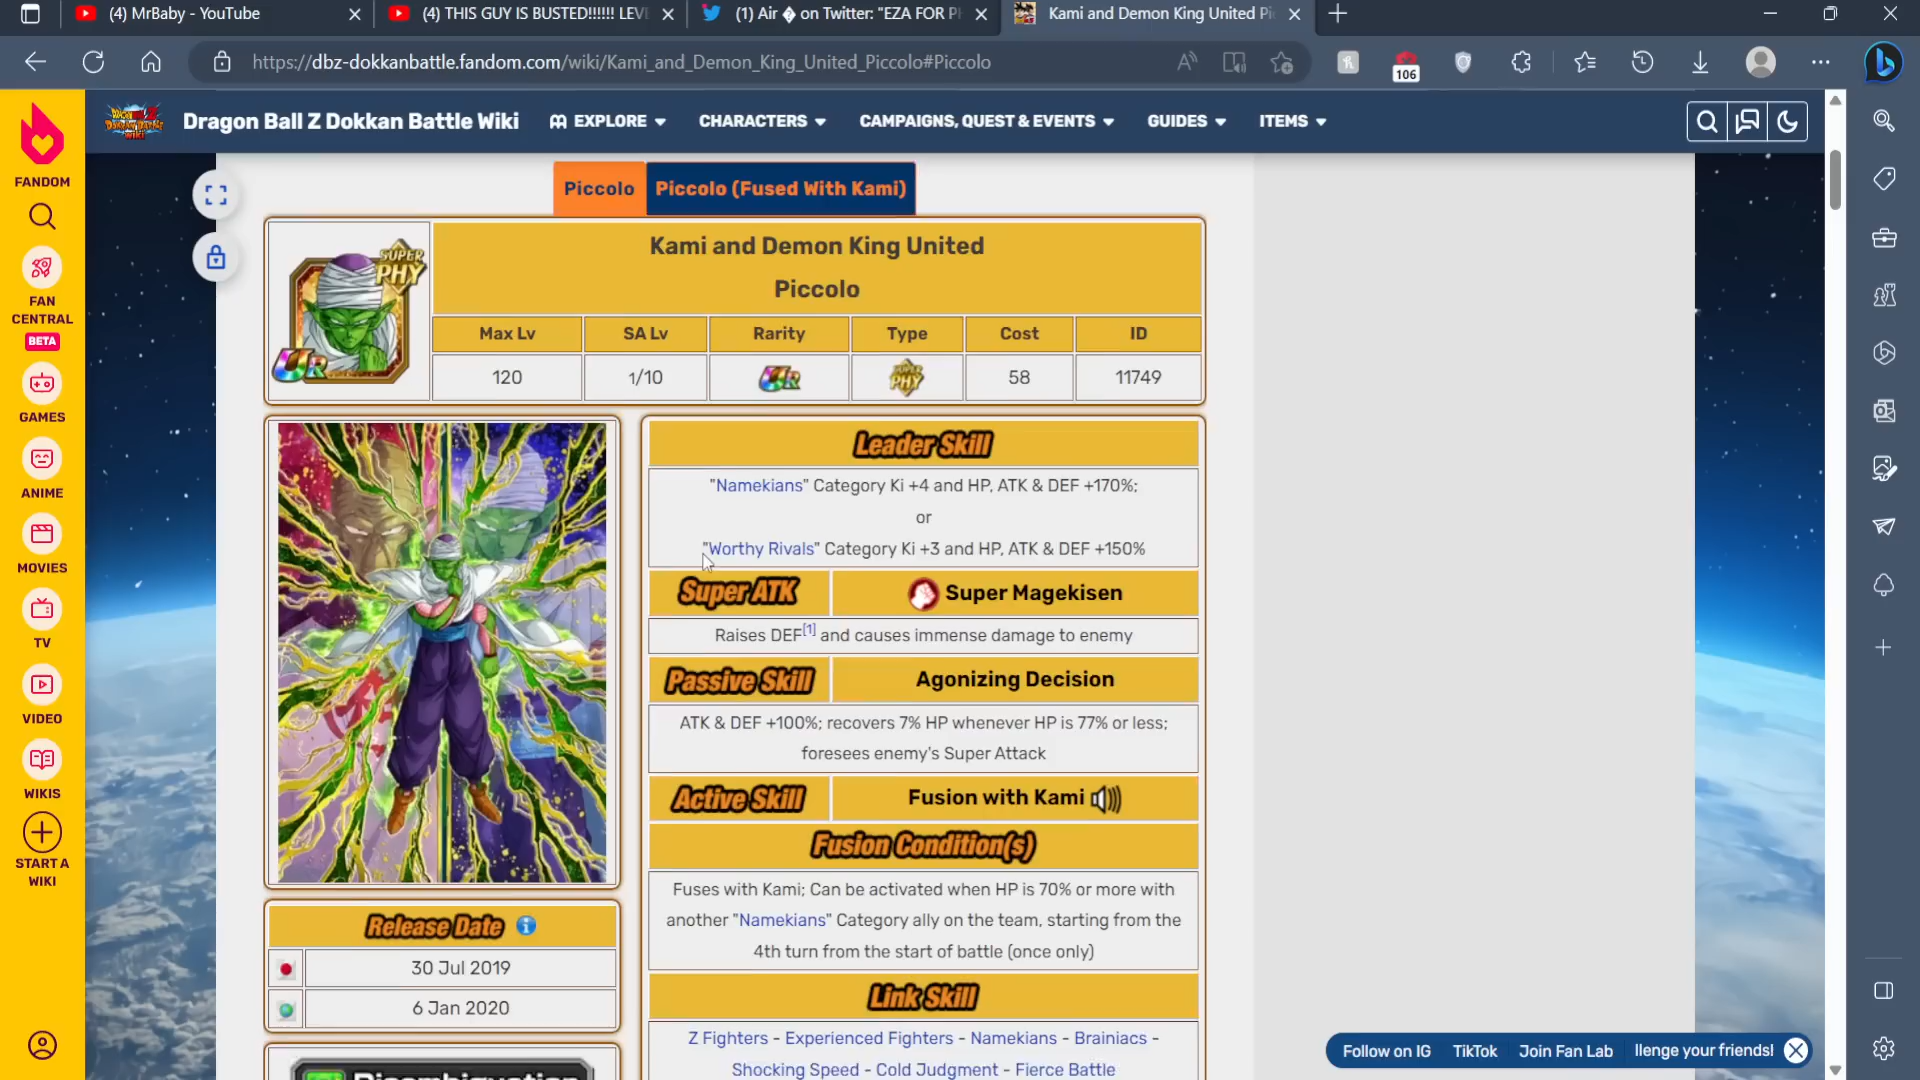 (4) MrBaby - YouTube
(4) THIS GUY IS BUSTED!!!!!! LEVE
(1) Air � on Twitter: "EZA FOR PH
Kami and Demon King United Pi
https://dbz-dokkanbattle.fandom.com/wiki/Kami_and_Demon_King_United_Piccolo#Piccolo
106
Dragon Ball Z Dokkan Battle Wiki
EXPLORE
CHARACTERS
CAMPAIGNS, QUEST & EVENTS
GUIDES
ITEMS
FANDOM
FAN CENTRAL
BETA
GAMES
ANIME
MOVIES
TV
VIDEO
WIKIS
START A WIKI
Piccolo
Piccolo (Fused With Kami)
SUPER PHY
UR
Kami and Demon King United
Piccolo
Max Lv
SA Lv
Rarity
Type
Cost
ID
120
1/10
UR
SUPER PHY
58
11749
Leader Skill
"Namekians" Category Ki +4 and HP, ATK & DEF +170%;
or
"Worthy Rivals" Category Ki +3 and HP, ATK & DEF +150%
Super ATK
Super Magekisen
Raises DEF[1] and causes immense damage to enemy
Passive Skill
Agonizing Decision
ATK & DEF +100%; recovers 7% HP whenever HP is 77% or less;
foresees enemy's Super Attack
Active Skill
Fusion with Kami
Fusion Condition(s)
Fuses with Kami; Can be activated when HP is 70% or more with
another "Namekians" Category ally on the team, starting from the
4th turn from the start of battle (once only)
Link Skill
Z Fighters - Experienced Fighters - Namekians - Brainiacs -
Shocking Speed - Cold Judgment - Fierce Battle
Release Date
30 Jul 2019
6 Jan 2020
Disambiguation
Follow on IG
TikTok
Join Fan Lab
llenge your friends!